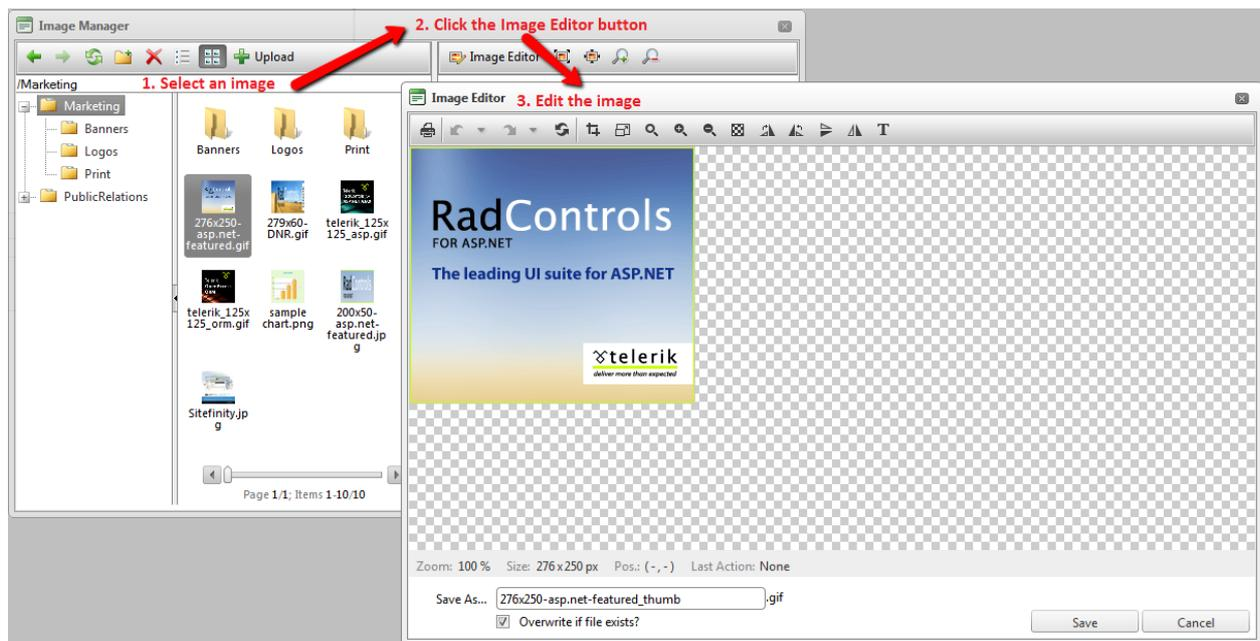 Image Manager
2. Click the Image Editor button
Upload
Image Editor
/Marketing
1. Select an image
Marketing
Banners
Logos
Print
PublicRelations
Banners
Logos
Print
276x250-
asp.net-
featured.gif
279x60-
DNR.gif
telerik_125x
125_asp.gif
telerik_125x
125_orm.gif
sample
chart.png
200x50-
asp.net-
featured.jp
g
Sitefinity.jp
g
Page 1/1; Items 1-10/10
Image Editor
3. Edit the image
T
RadControls
FOR ASP.NET
The leading UI suite for ASP.NET
telerik
deliver more than expected
Zoom: 100 % Size: 276 x 250 px Pos.: ( - , - ) Last Action: None
Save As... 276x250-asp.net-featured_thumb .gif
Overwrite if file exists?
Save
Cancel